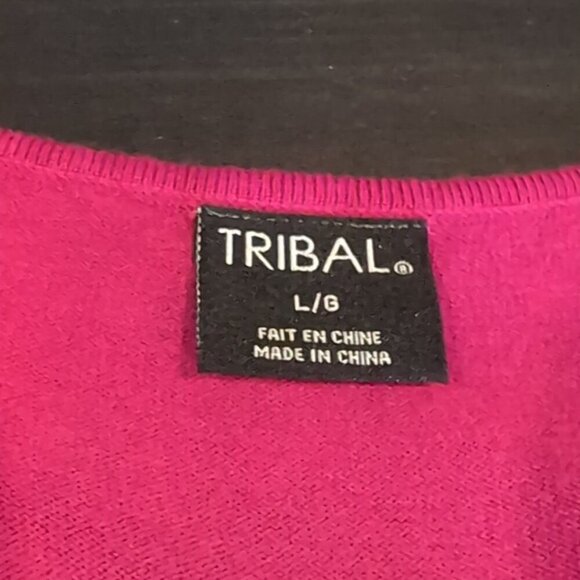 TRIBAL®
L/G
FAIT EN CHINE
MADE IN CHINA